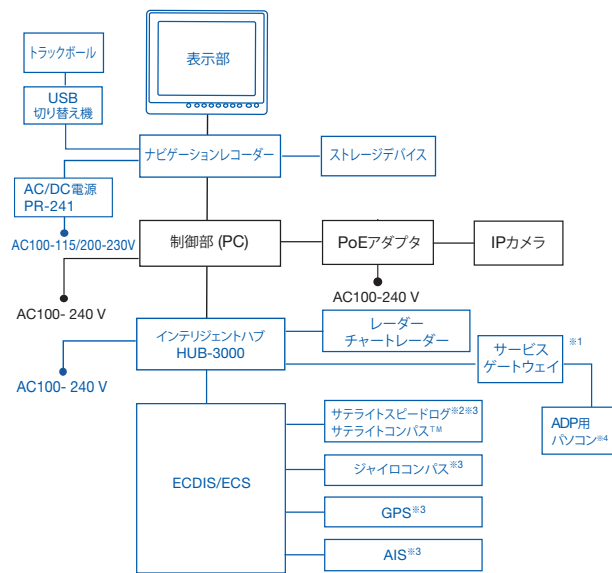 表示部
トラックボール
USB
切り替え機
ナビゲーションレコーダー
ストレージデバイス
AC/DC電源
PR-241
AC100-115/200-230V
制御部 (PC)
PoEアダプタ
IPカメラ
AC100-240 V
AC100- 240 V
インテリジェントハブ
HUB-3000
レーダー
チャートレーダー
サービス
ゲートウェイ
※1
AC100- 240 V
サテライトスピードログ※2※3
サテライトコンパス™
ADP用
パソコン※4
ECDIS/ECS
ジャイロコンパス※3
GPS※3
AIS※3